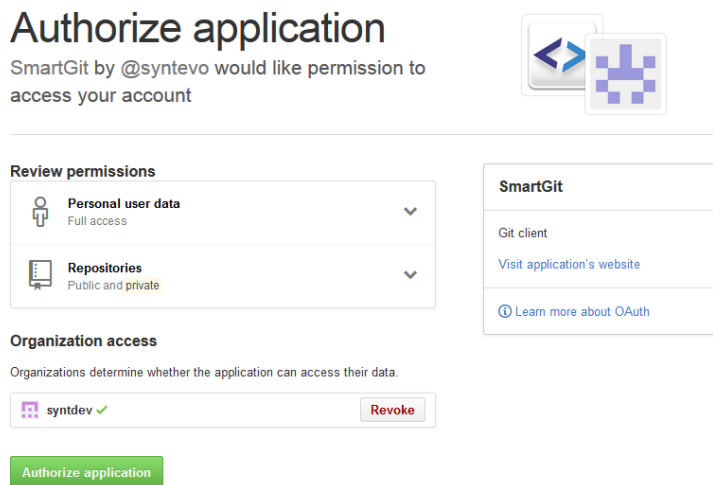 Authorize application
SmartGit by @syntevo would like permission to
access your account
Review permissions
Personal user data
Full access
Repositories
Public and private
Organization access
Organizations determine whether the application can access their data.
syntdev
Revoke
Authorize application
SmartGit
Git client
Visit application's website
Learn more about OAuth